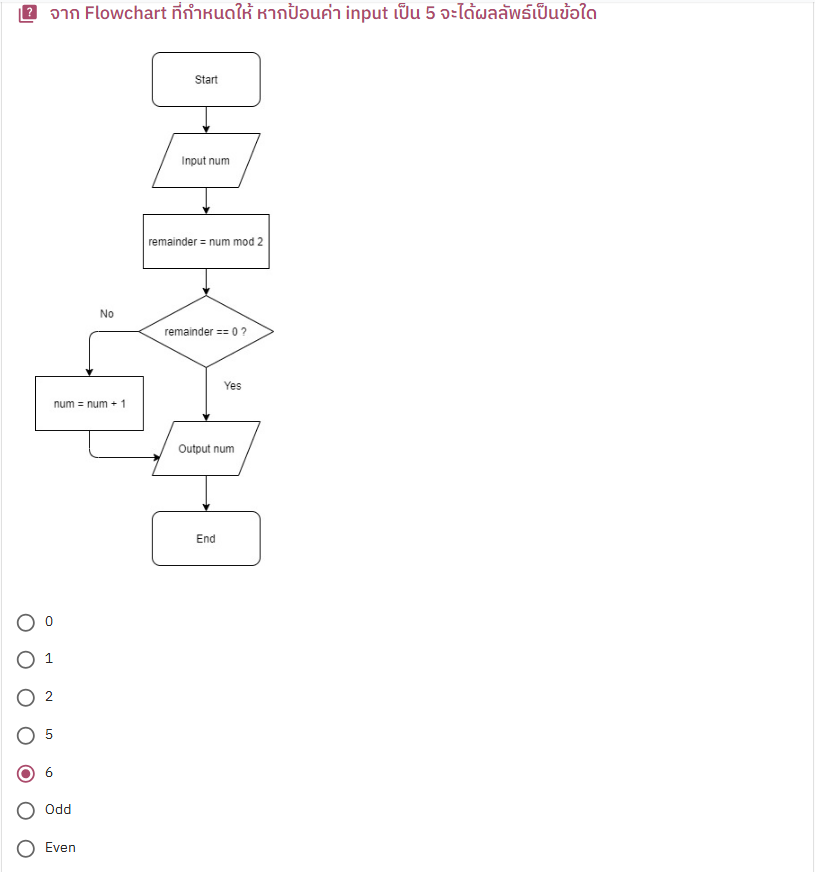 จาก Flowchart ที่กำหนดให้ หากป้อนค่า input เป็น 5 จะได้ผลลัพธ์เป็นข้อใด
Start
Input num
remainder = num mod 2
No
remainder == 0 ?
Yes
num = num + 1
Output num
End
0
1
2
5
6
Odd
Even